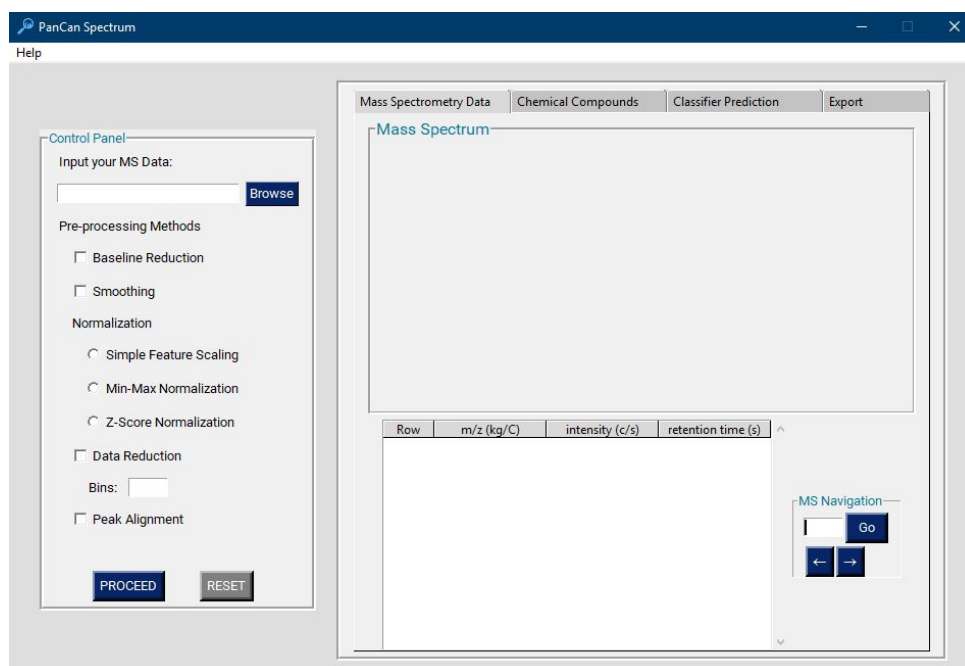 PanCan Spectrum
Help
Control Panel
Input your MS Data:
Browse
Pre-processing Methods
Baseline Reduction
Smoothing
Normalization
Simple Feature Scaling
Min-Max Normalization
Z-Score Normalization
Data Reduction
Bins:
Peak Alignment
PROCEED RESET
Mass Spectrometry Data Chemical Compounds Classifier Prediction Export
Mass Spectrum
Row m/z (kg/C) intensity (c/s) retention time (s)
MS Navigation
Go
← →